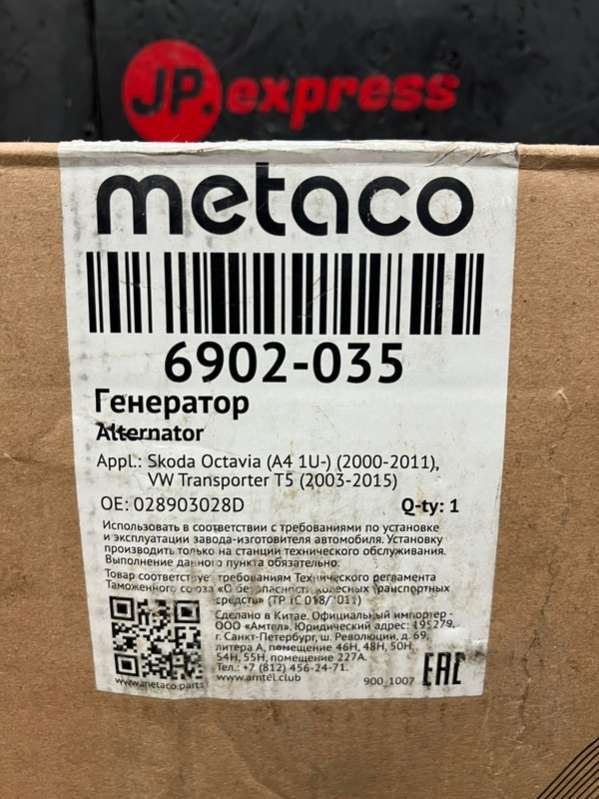 JP.express
metaco
6902-035
Генератор
Alternator
Appl.: Skoda Octavia (A4 1U-) (2000-2011),
VW Transporter T5 (2003-2015)
OE: 028903028D
Q-ty: 1
Использовать в соответствии с требованиями по установке
и эксплуатации завода-изготовителя автомобиля. Установку
производить только на станции технического обслуживания.
Выполнение данного пункта обязательно.
Товар соответствует требованиям Технического регламента
Таможенного союза «О безопасности колесных транспортных
средств» (ТР ТС 018/2011)
Сделано в Китае. Официальный импортер -
ООО «Амтел». Юридический адрес: 195279,
г. Санкт-Петербург, ш. Революции, д. 69,
литера А, помещение 46Н, 48Н, 50Н,
54Н, 55Н, помещение 227А.
Тел.: +7 (812) 456-24-71.
www.metaco.parts
www.amtel.club
900_1007
EAC